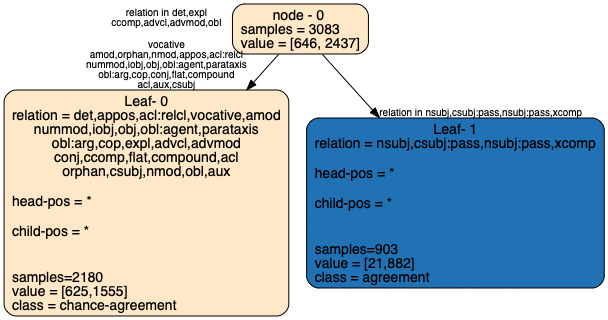 relation in det,expl
ccomp,advcl,advmod,obl
vocative
amod,orphan,nmod,appos,acl:relcl
nummod,iobj,obj,obl:agent,parataxis
obl:arg,cop,conj,flat,compound
acl,aux,csubj
node - 0
samples = 3083
value = [646, 2437]
Leaf- 0
relation = det,appos,acl:relcl,vocative,amod
nummod,iobj,obj,obl:agent,parataxis
obl:arg,cop,expl,advcl,advmod
conj,ccomp,flat,compound,acl
orphan,csubj,nmod,obl,aux
head-pos = *
child-pos = *
samples=2180
value = [625,1555]
class = chance-agreement
relation in nsubj,csubj:pass,nsubj:pass,xcomp
Leaf- 1
relation = nsubj,csubj:pass,nsubj:pass,xcomp
head-pos = *
child-pos = *
samples=903
value = [21,882]
class = agreement